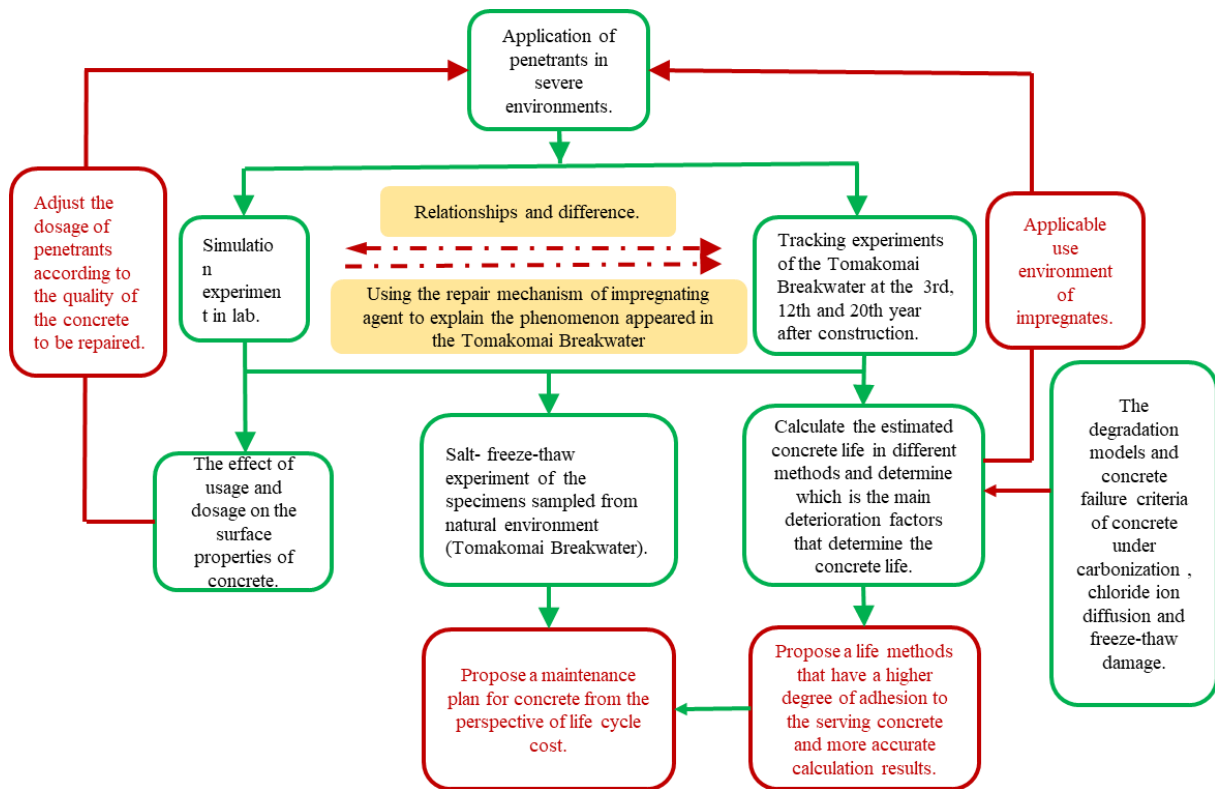 Application of
penetrants in
severe
environments.
Adjust the
dosage of
penetrants
according to
the quality of
the concrete
to be repaired.
Simulatio
n
experimen
t in lab.
Relationships and difference.
Using the repair mechanism of impregnating
agent to explain the phenomenon appeared in
the Tomakomai Breakwater
Tracking experiments
of the Tomakomai
Breakwater at the 3rd,
12th and 20th year
after construction.
Applicable
use
environment
of
impregnates.
The effect of
usage and
dosage on the
surface
properties of
concrete.
Salt- freeze-thaw
experiment of the
specimens sampled from
natural environment
(Tomakomai Breakwater).
Calculate the estimated
concrete life in different
methods and determine
which is the main
deterioration factors
that determine the
concrete life.
The
degradation
models and
concrete
failure criteria
of concrete
under
carbonization ,
chloride ion
diffusion and
freeze-thaw
damage.
Propose a maintenance
plan for concrete from the
perspective of life cycle
cost.
Propose a life methods
that have a higher
degree of adhesion to
the serving concrete
and more accurate
calculation results.